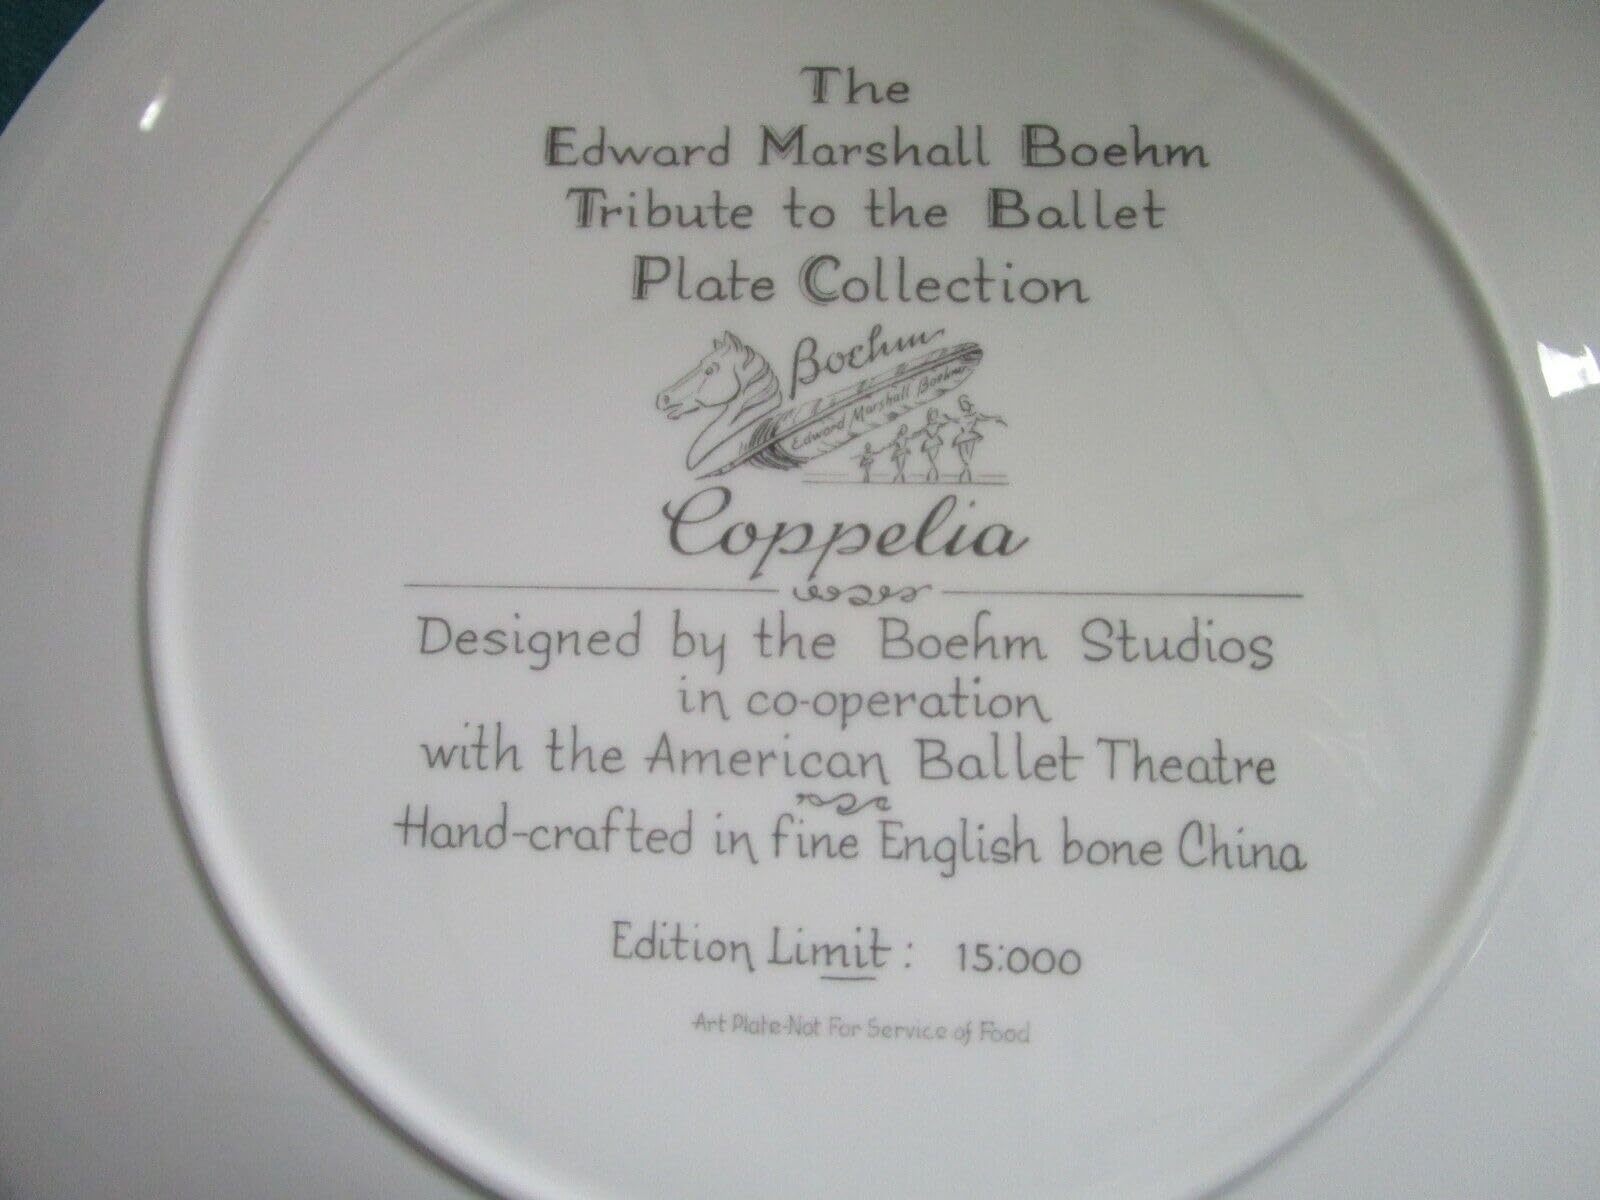 The
Edward Marshall Boehm
Tribute to the Ballet
Plate Collection
Boehm
Edward Marshall Boehm
Coppelia
Designed by the Boehm Studios
in co-operation
with the American Ballet Theatre
Hand-crafted in fine English bone China
Edition Limit: 15:000
Art Plate-Not For Service of Food